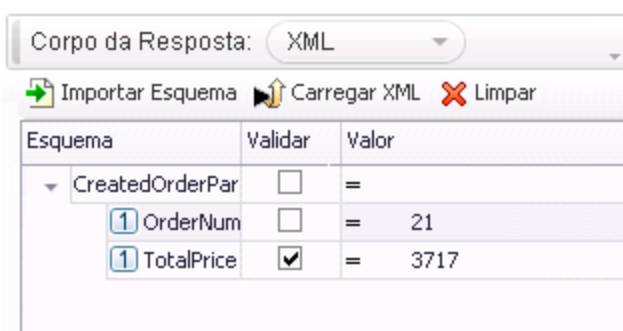 Corpo da Resposta: XML
Importar Esquema Carregar XML Limpar
Esquema Validar Valor
CreatedOrderPar =
1 OrderNum = 21
1 TotalPrice = 3717